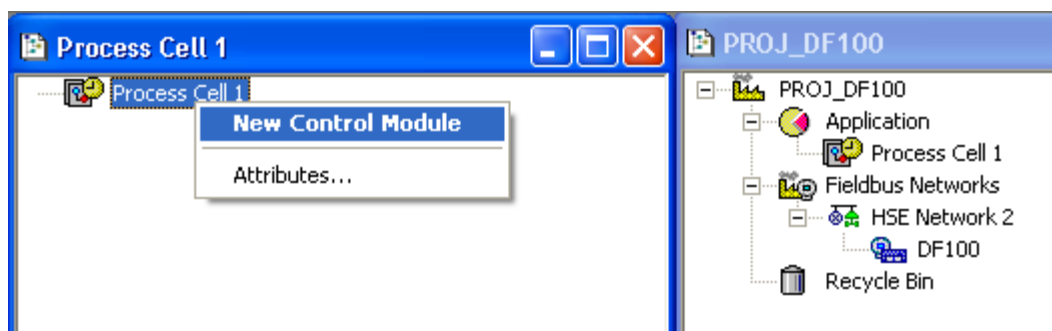 Process Cell 1
Process Cell 1
New Control Module
Attributes...
PROJ_DF100
PROJ_DF100
Application
Process Cell 1
Fieldbus Networks
HSE Network 2
DF100
Recycle Bin